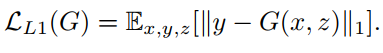 ℒ_{L1}(G) = 𝔼_{x,y,z}[‖y − G(x, z)‖_1].